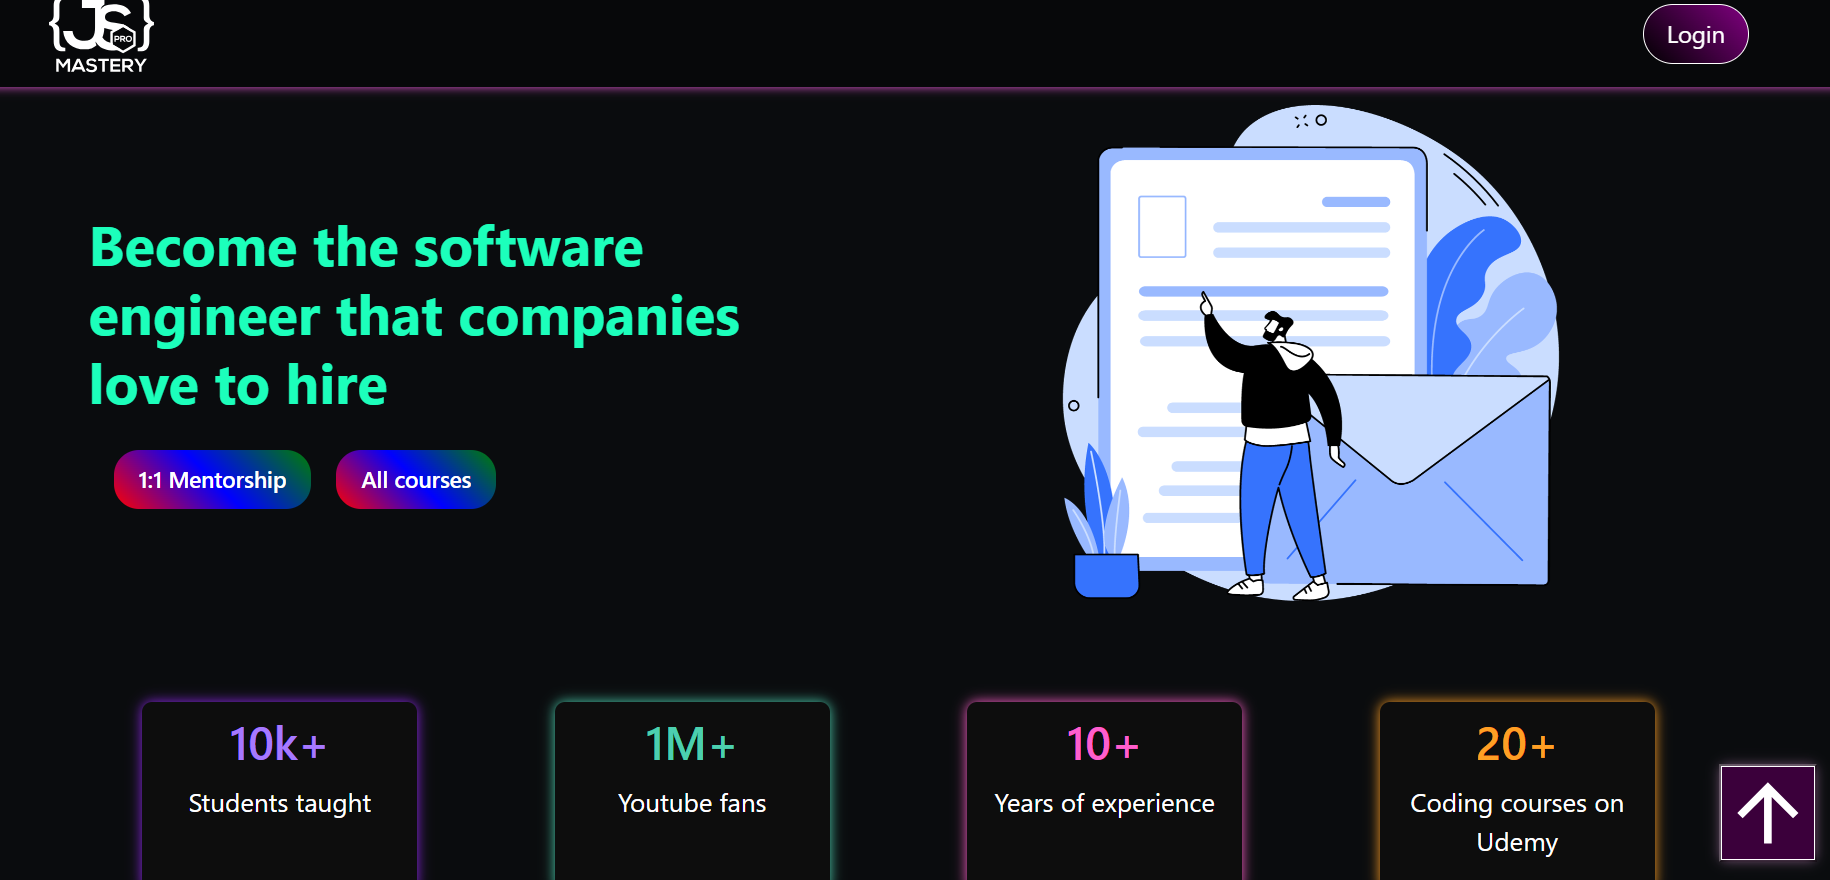 JS
PRO
MASTERY
Login
Become the software
engineer that companies
love to hire
1:1 Mentorship
All courses
10k+
Students taught
1M+
Youtube fans
10+
Years of experience
20+
Coding courses on
Udemy